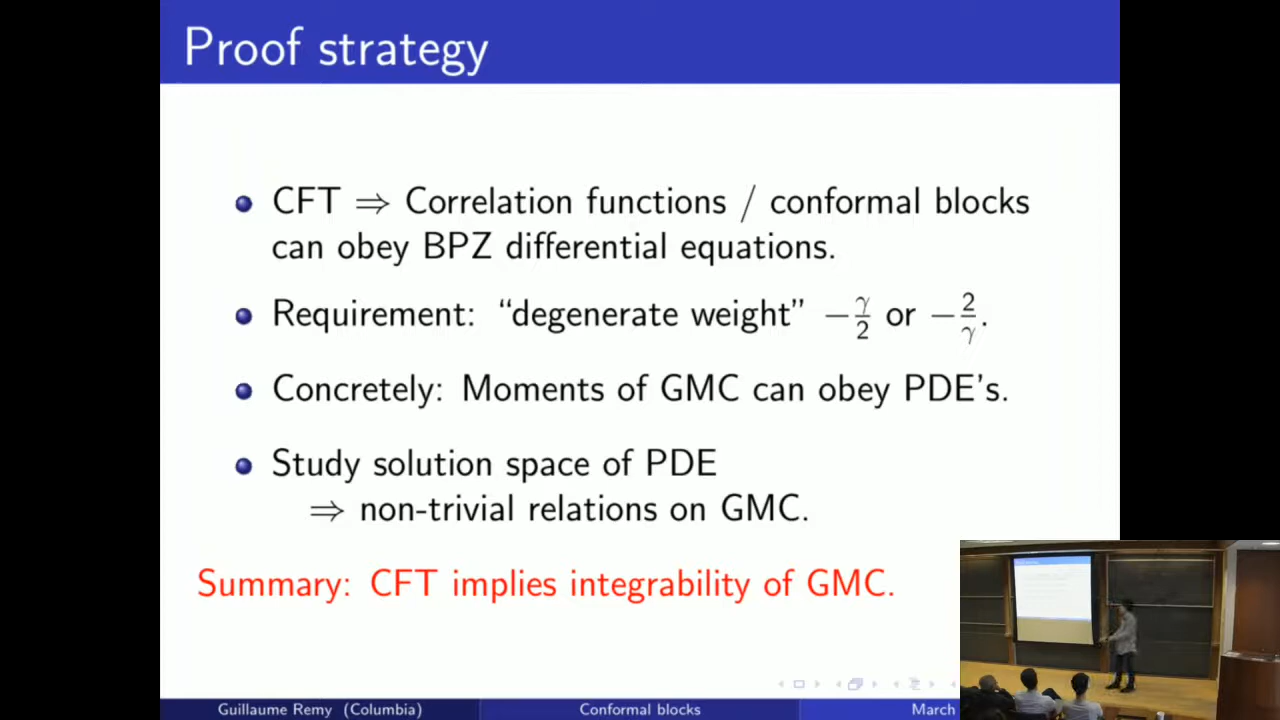 Proof strategy
CFT ⇒ Correlation functions / conformal blocks
can obey BPZ differential equations.
Requirement: “degenerate weight” −γ/2 or −2/γ.
Concretely: Moments of GMC can obey PDE's.
Study solution space of PDE
⇒ non-trivial relations on GMC.
Summary: CFT implies integrability of GMC.
Guillaume Remy (Columbia)
Conformal blocks
March